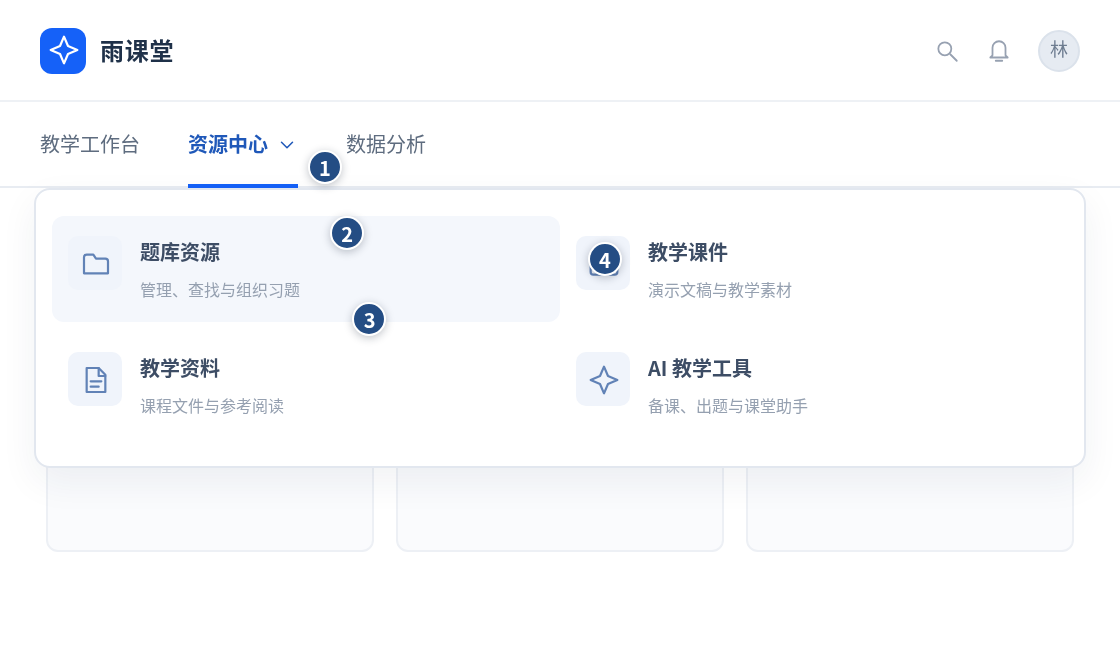 雨课堂
林
教学工作台
资源中心
数据分析
1
2
题库资源
管理、查找与组织习题
3
4
教学课件
演示文稿与教学素材
教学资料
课程文件与参考阅读
AI 教学工具
备课、出题与课堂助手